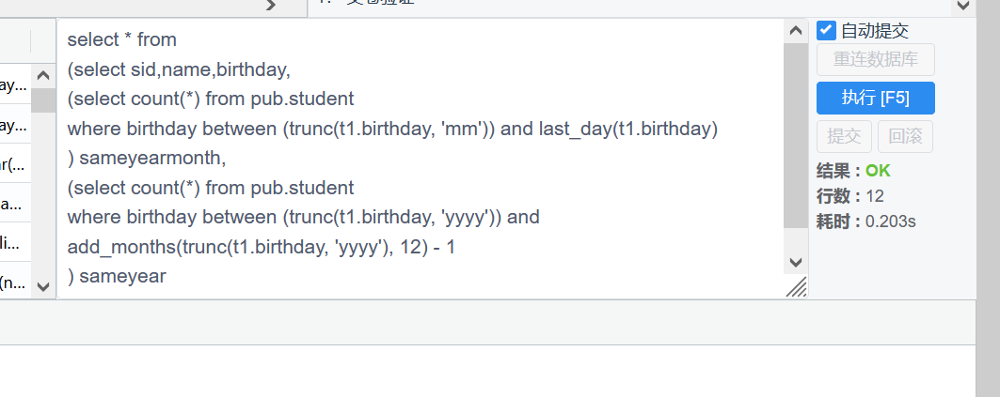 select * from
(select sid,name,birthday,
(select count(*) from pub.student
where birthday between (trunc(t1.birthday, 'mm')) and last_day(t1.birthday)
) sameyearmonth,
(select count(*) from pub.student
where birthday between (trunc(t1.birthday, 'yyyy')) and
add_months(trunc(t1.birthday, 'yyyy'), 12) - 1
) sameyear
ay...
ay...
r(...
a...
li...
(n...
自动提交
重连数据库
执行 [F5]
提交 回滚
结果 : OK
行数 : 12
耗时 : 0.203s